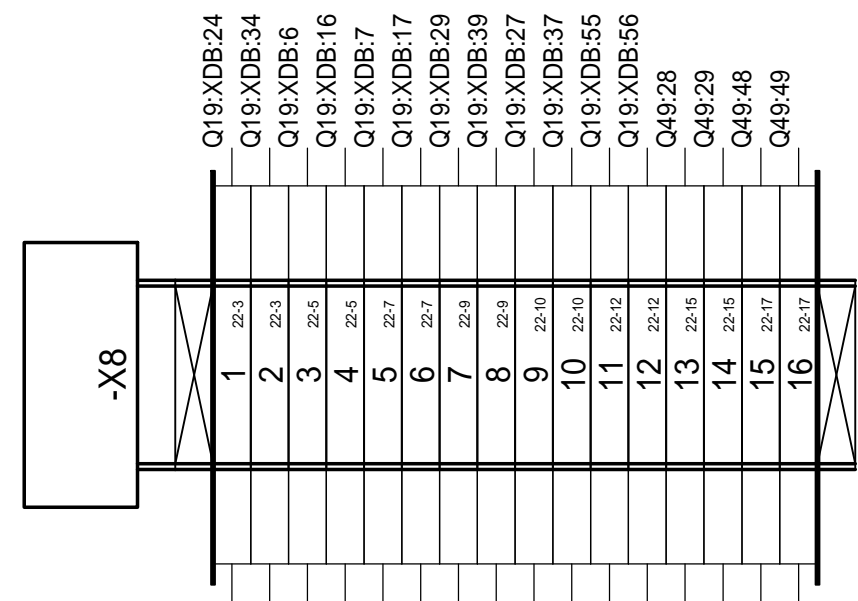 Q19:XDB:24
Q19:XDB:34
Q19:XDB:6
Q19:XDB:16
Q19:XDB:7
Q19:XDB:17
Q19:XDB:29
Q19:XDB:39
Q19:XDB:27
Q19:XDB:37
Q19:XDB:55
Q19:XDB:56
Q49:28
Q49:29
Q49:48
Q49:49
-X8
1 22-3
2 22-3
3 22-5
4 22-5
5 22-7
6 22-7
7 22-9
8 22-9
9 22-10
10 22-10
11 22-12
12 22-12
13 22-15
14 22-15
15 22-17
16 22-17